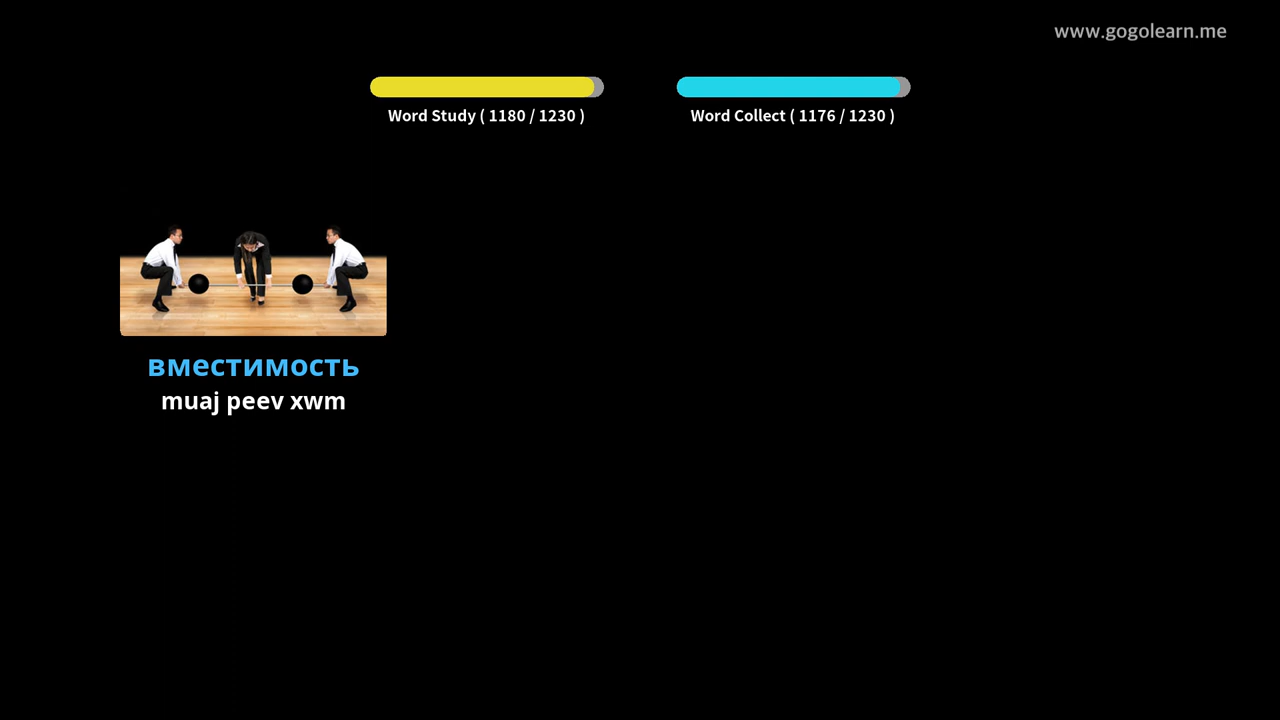 www.gogolearn.me
Word Study ( 1180 / 1230 )
Word Collect ( 1176 / 1230 )
вместимость
muaj peev xwm